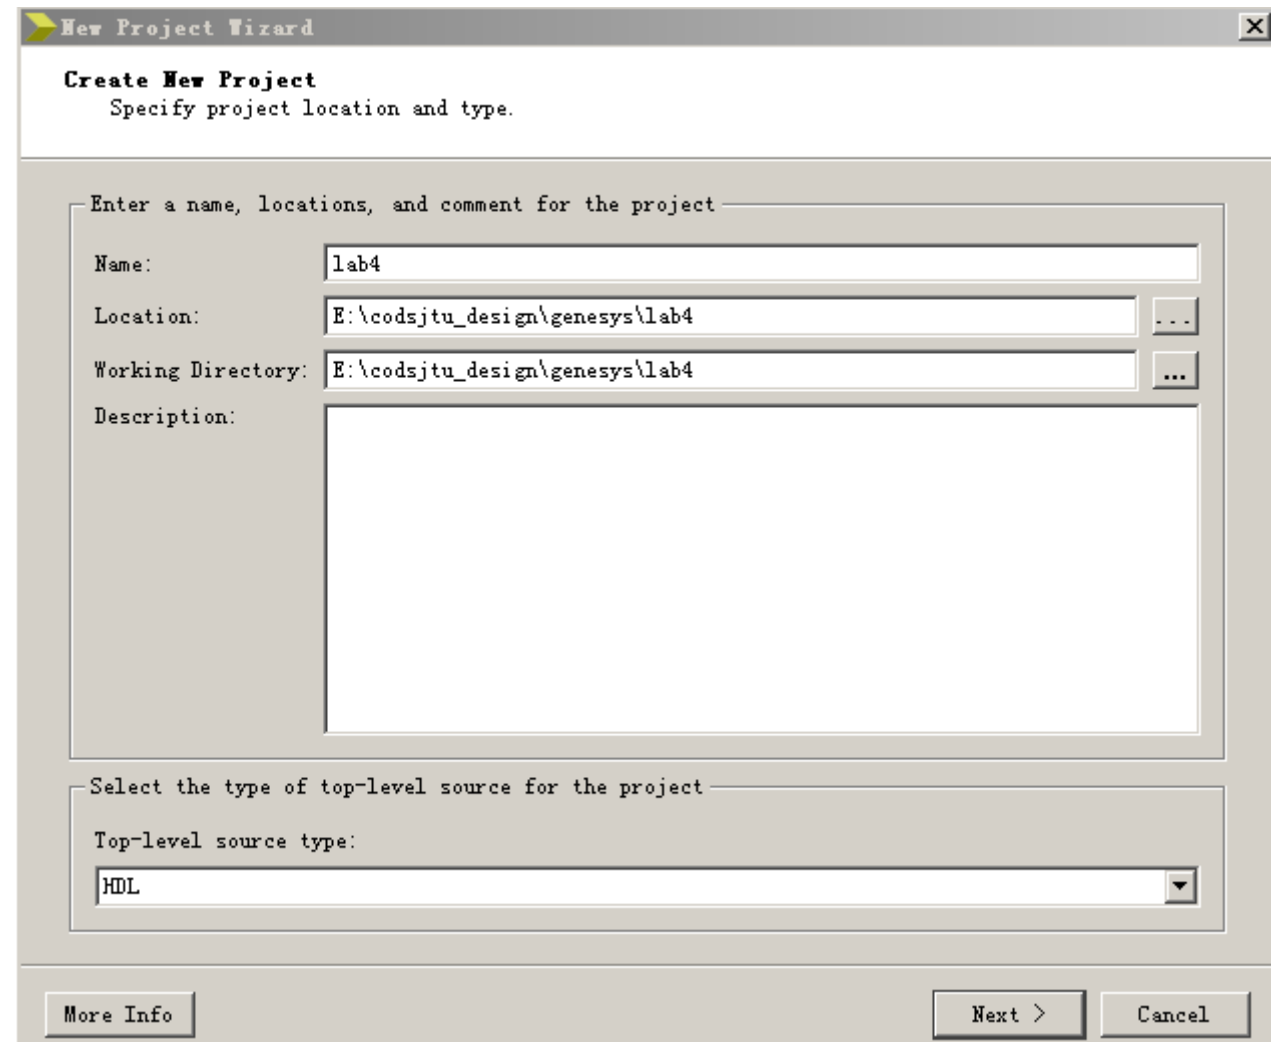 New Project Wizard
Create New Project
Specify project location and type.
Enter a name, locations, and comment for the project
Name: lab4
Location: E:\codsjtu_design\genesys\lab4 ...
Working Directory: E:\codsjtu_design\genesys\lab4 ...
Description:
Select the type of top-level source for the project
Top-level source type:
HDL
More Info Next > Cancel